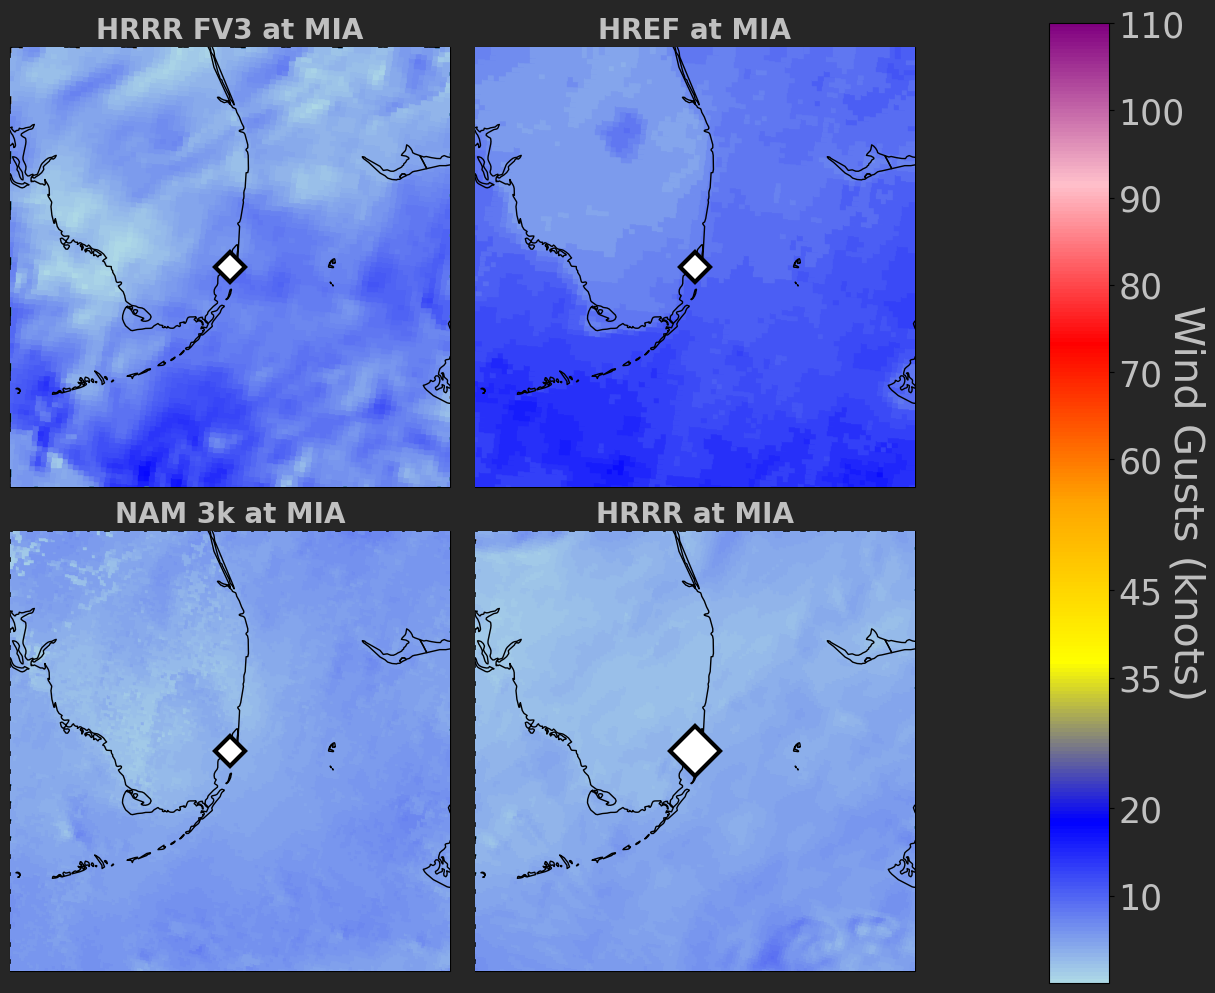 HRRR FV3 at MIA
HREF at MIA
NAM 3k at MIA
HRRR at MIA
110
100
90
80
70
60
45
35
20
10
Wind Gusts (knots)